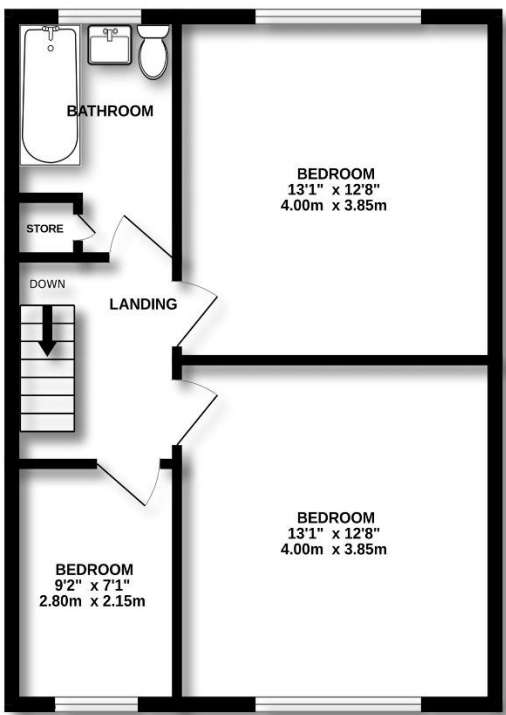 BATHROOM
BEDROOM
13'1" x 12'8"
4.00m x 3.85m
STORE
DOWN
LANDING
BEDROOM
13'1" x 12'8"
4.00m x 3.85m
BEDROOM
9'2" x 7'1"
2.80m x 2.15m